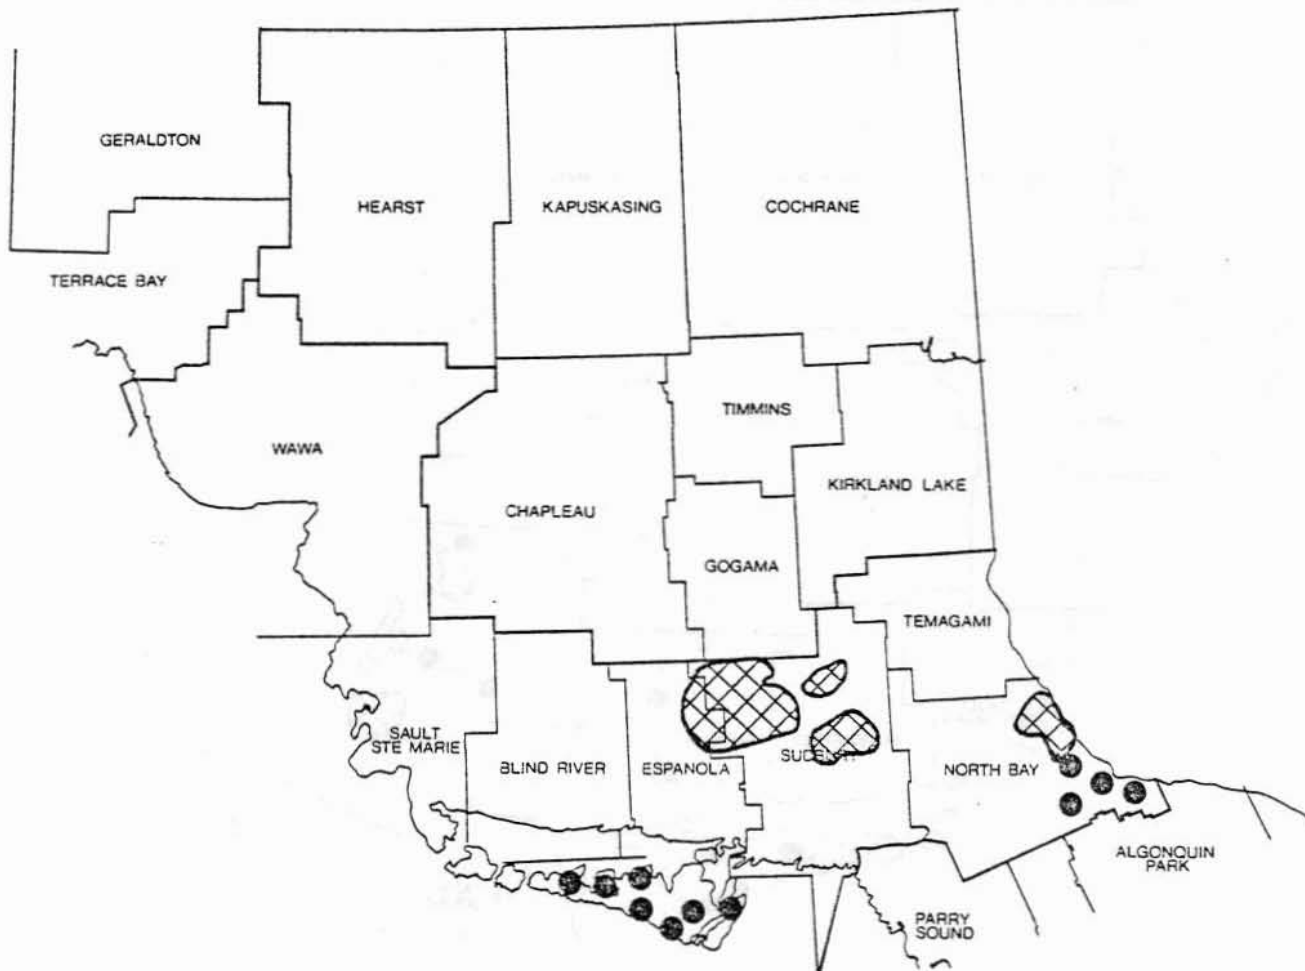 GERALDTON
HEARST
KAPUSKASING
COCHRANE
TERRACE BAY
TIMMINS
WAWA
KIRKLAND LAKE
CHAPLEAU
GOGAMA
TEMAGAMI
SAULT
STE MARIE
BLIND RIVER
ESPANOLA
NORTH BAY
ALGONQUIN
PARK
PARRY
SOUND